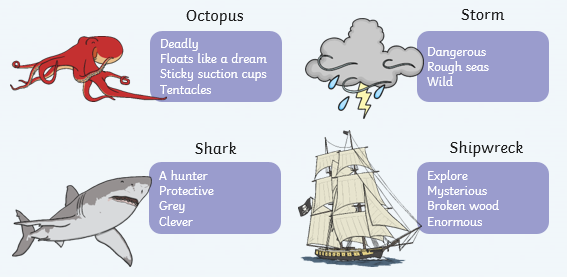 Octopus
Deadly
Floats like a dream
Sticky suction cups
Tentacles
Storm
Dangerous
Rough seas
Wild
Shark
A hunter
Protective
Grey
Clever
Shipwreck
Explore
Mysterious
Broken wood
Enormous